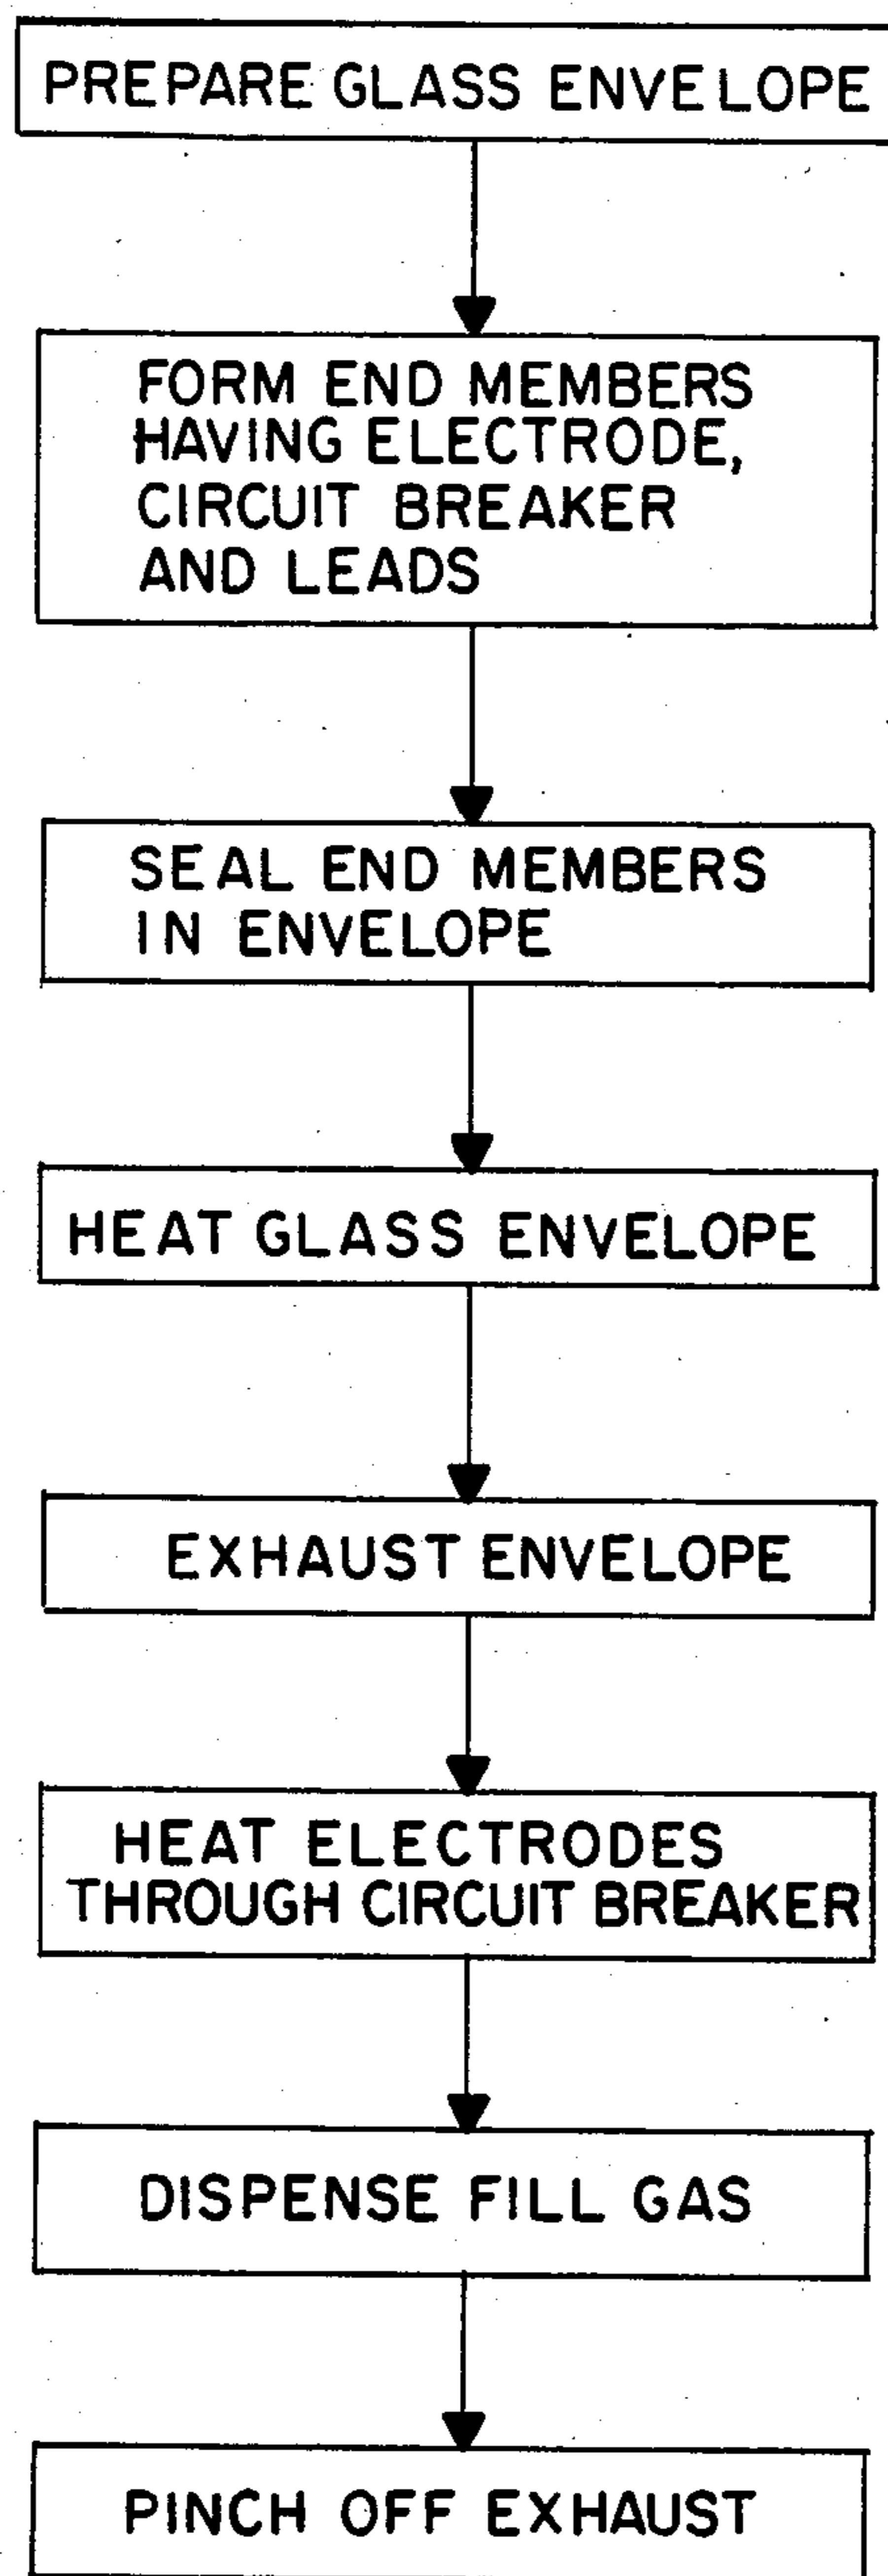 PREPARE GLASS ENVELOPE
FORM END MEMBERS
HAVING ELECTRODE,
CIRCUIT BREAKER
AND LEADS
SEAL END MEMBERS
IN ENVELOPE
HEAT GLASS ENVELOPE
EXHAUST ENVELOPE
HEAT ELECTRODES
THROUGH CIRCUIT BREAKER
DISPENSE FILL GAS
PINCH OFF EXHAUST